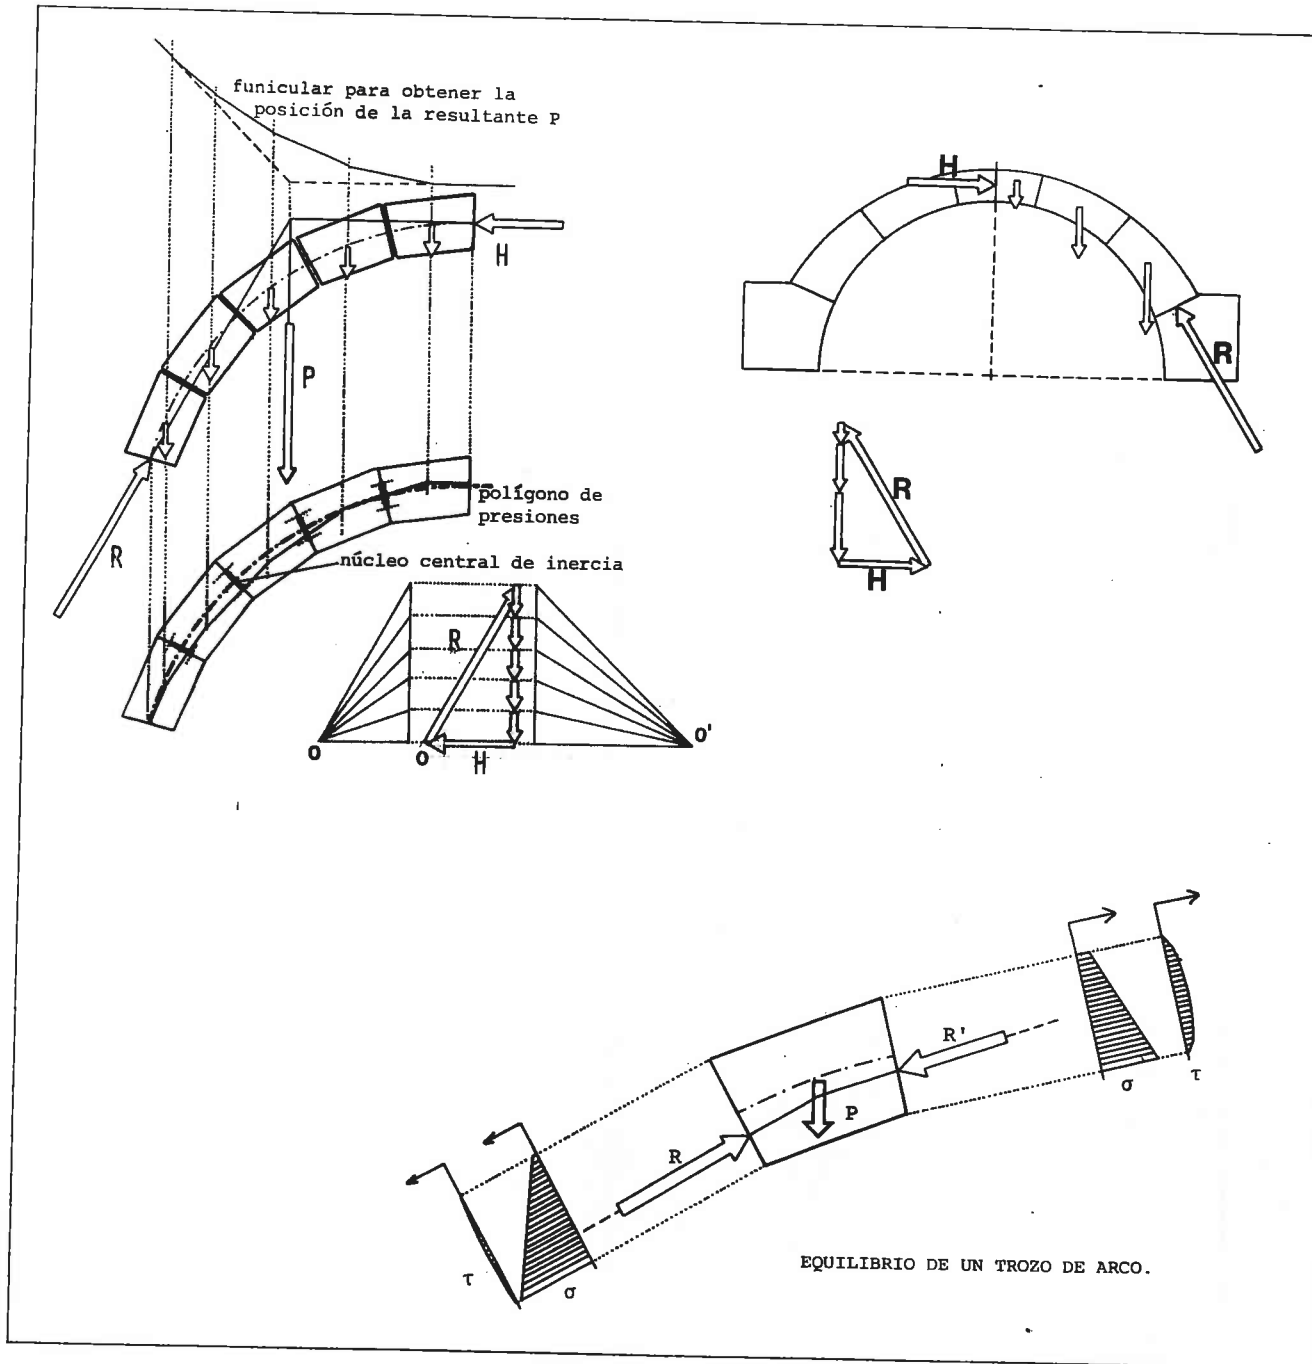 funicular para obtener la
posición de la resultante P
H
P
R
polígono de
presiones
núcleo central de inercia
R
O
O
H
O'
H
R
R
H
R'
P
R
σ
τ
τ
σ
EQUILIBRIO DE UN TROZO DE ARCO.